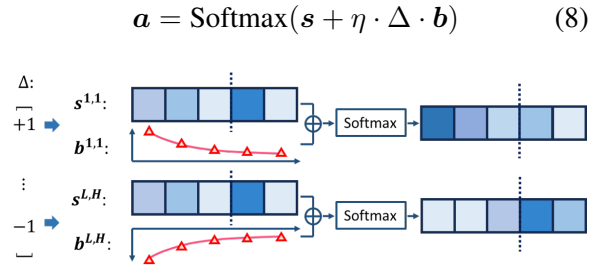 a = Softmax(s + η · Δ · b) (8)
Δ:
]
+1
s^{1,1}:
b^{1,1}:
Softmax
⋮
s^{L,H}:
−1
b^{L,H}:
Softmax
[